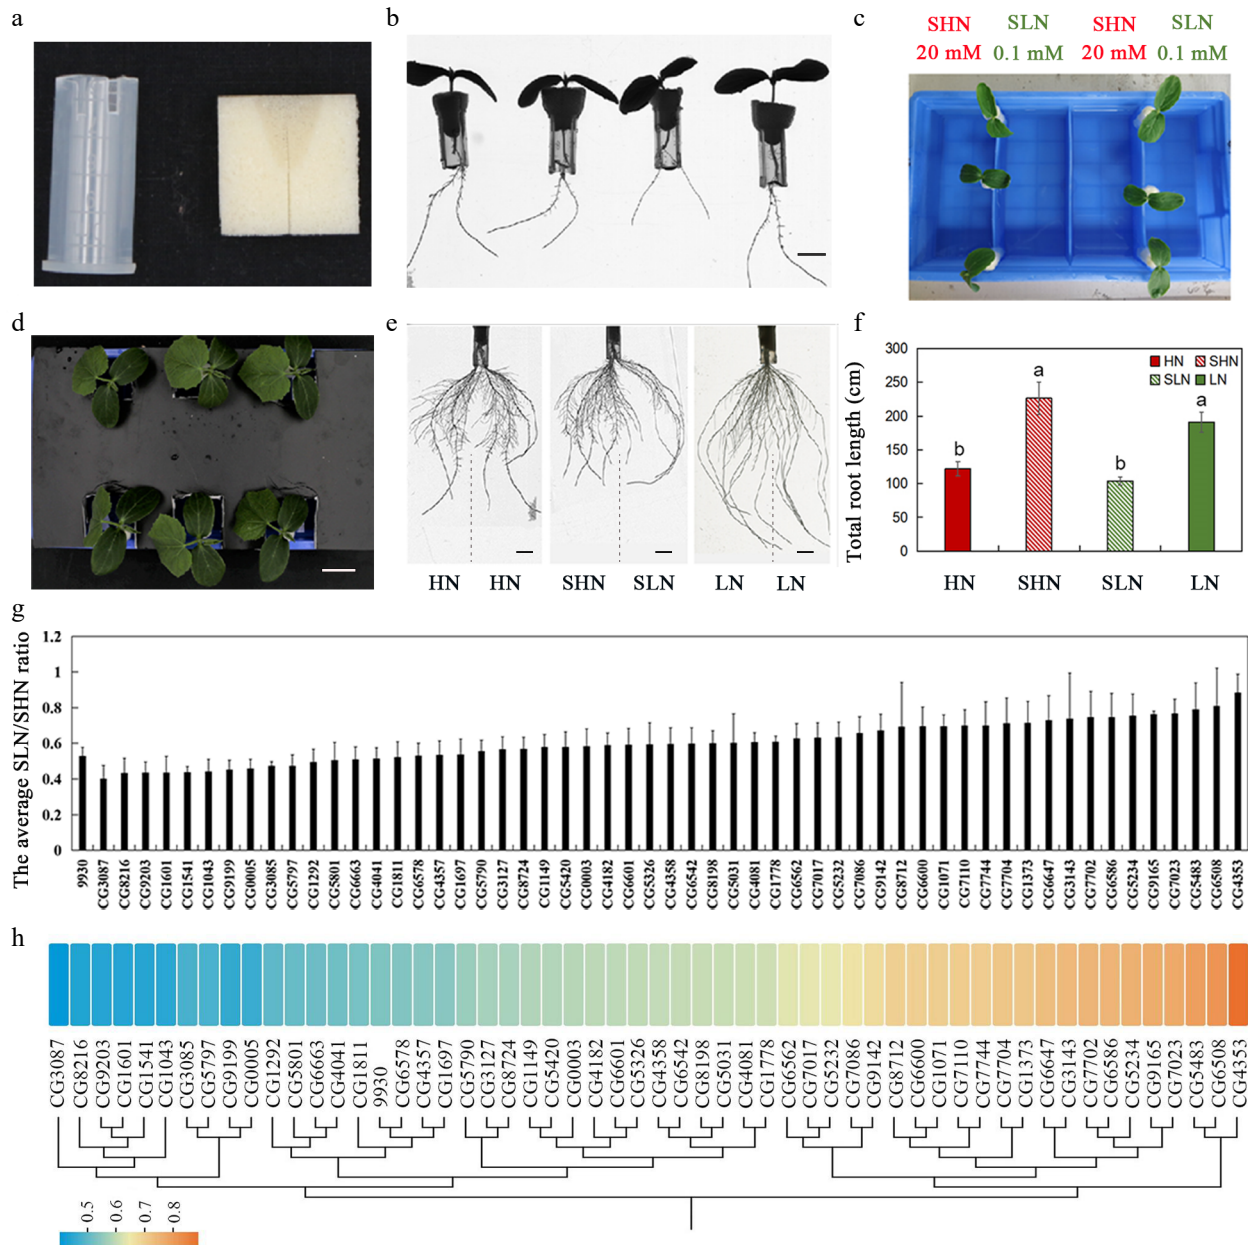 a
b
c
SHN SLN SHN SLN
20 mM 0.1 mM 20 mM 0.1 mM
d
e
HN HN SHN SLN LN LN
f
Total root length (cm)
300
250
200
150
100
50
0
HN SHN
SLN LN
b a b a
HN SHN SLN LN
g
The average SLN/SHN ratio
1.2
1
0.8
0.6
0.4
0.2
0
9930 CG3087 CG8216 CG9203 CG1601 CG1541 CG1043 CG9199 CG0005 CG3085 CG5797 CG1292 CG5801 CG6663 CG4041 CG1811 CG6578 CG4357 CG1697 CG5790 CG3127 CG8724 CG1149 CG5420 CG0003 CG4182 CG6601 CG5326 CG4358 CG6542 CG8198 CG5031 CG4081 CG1778 CG6562 CG7017 CG5232 CG7086 CG9142 CG8712 CG6600 CG1071 CG7110 CG7744 CG7704 CG1373 CG6647 CG3143 CG7702 CG6586 CG5234 CG9165 CG7023 CG5483 CG6508 CG4353
h
CG3087 CG8216 CG9203 CG1601 CG1541 CG1043 CG3085 CG5797 CG9199 CG0005 CG1292 CG5801 CG6663 CG4041 CG1811 9930 CG6578 CG4357 CG1697 CG5790 CG3127 CG8724 CG1149 CG5420 CG0003 CG4182 CG6601 CG5326 CG4358 CG6542 CG8198 CG5031 CG4081 CG1778 CG6562 CG7017 CG5232 CG7086 CG9142 CG8712 CG6600 CG1071 CG7110 CG7744 CG7704 CG1373 CG6647 CG3143 CG7702 CG6586 CG5234 CG9165 CG7023 CG5483 CG6508 CG4353
0.5 0.6 0.7 0.8